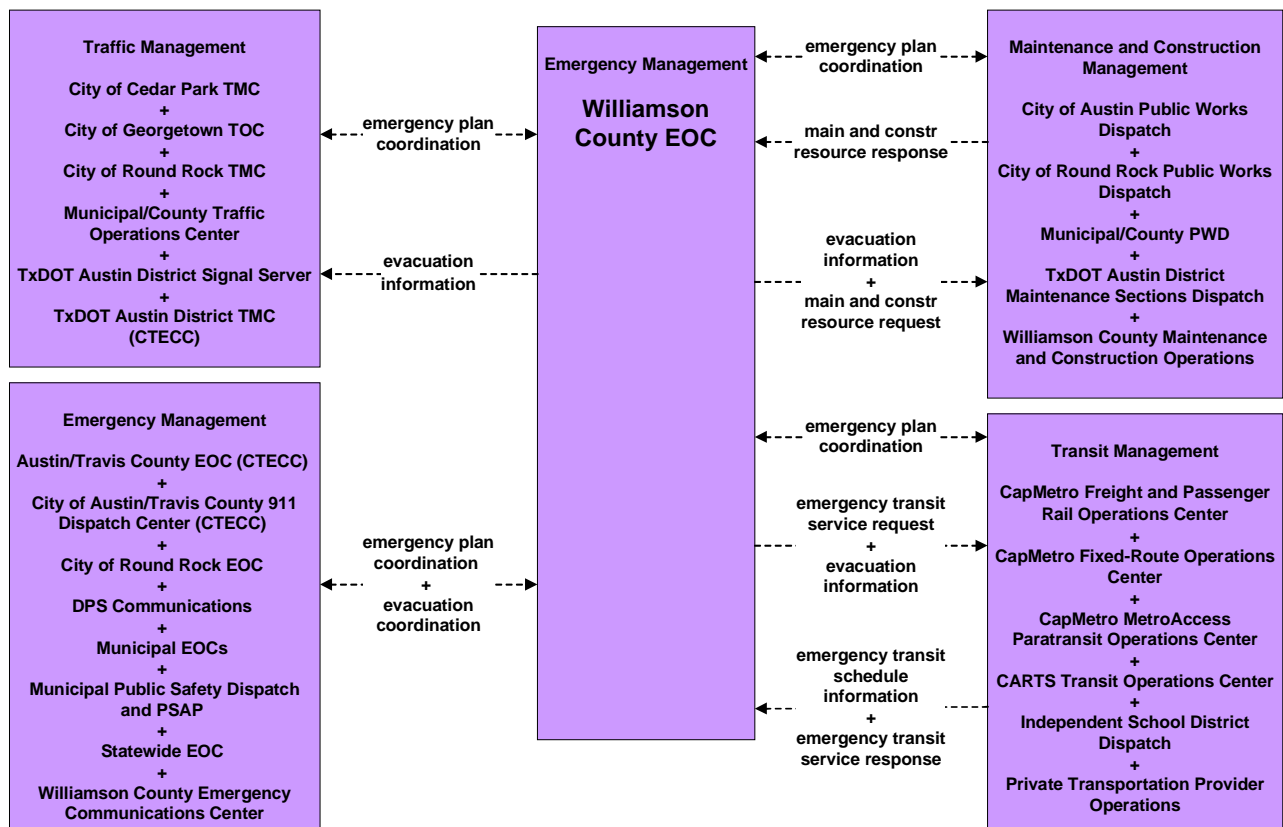 Traffic Management
City of Cedar Park TMC
+
City of Georgetown TOC
+
City of Round Rock TMC
+
Municipal/County Traffic
Operations Center
+
TxDOT Austin District Signal Server
+
TxDOT Austin District TMC
(CTECC)
Emergency Management
Austin/Travis County EOC (CTECC)
+
City of Austin/Travis County 911
Dispatch Center (CTECC)
+
City of Round Rock EOC
+
DPS Communications
+
Municipal EOCs
+
Municipal Public Safety Dispatch
and PSAP
+
Statewide EOC
+
Williamson County Emergency
Communications Center
emergency plan
coordination
evacuation
information
emergency plan
coordination
+
evacuation
coordination
Emergency Management
Williamson
County EOC
emergency plan
coordination
main and constr
resource response
evacuation
information
+
main and constr
resource request
emergency plan
coordination
emergency transit
service request
+
evacuation
information
emergency transit
schedule
information
+
emergency transit
service response
Maintenance and Construction
Management
City of Austin Public Works
Dispatch
+
City of Round Rock Public Works
Dispatch
+
Municipal/County PWD
+
TxDOT Austin District
Maintenance Sections Dispatch
+
Williamson County Maintenance
and Construction Operations
Transit Management
CapMetro Freight and Passenger
Rail Operations Center
+
CapMetro Fixed-Route Operations
Center
+
CapMetro MetroAccess
Paratransit Operations Center
+
CARTS Transit Operations Center
+
Independent School District
Dispatch
+
Private Transportation Provider
Operations